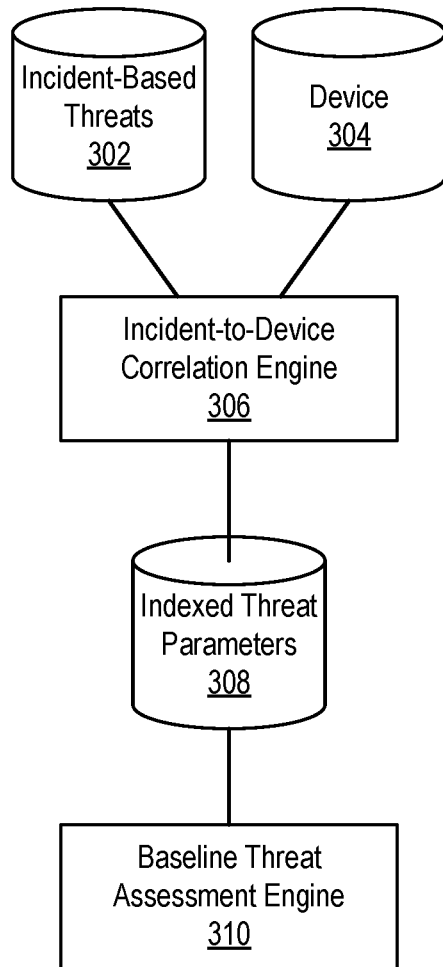 Incident-Based
Threats
302
Device
304
Incident-to-Device
Correlation Engine
306
Indexed Threat
Parameters
308
Baseline Threat
Assessment Engine
310